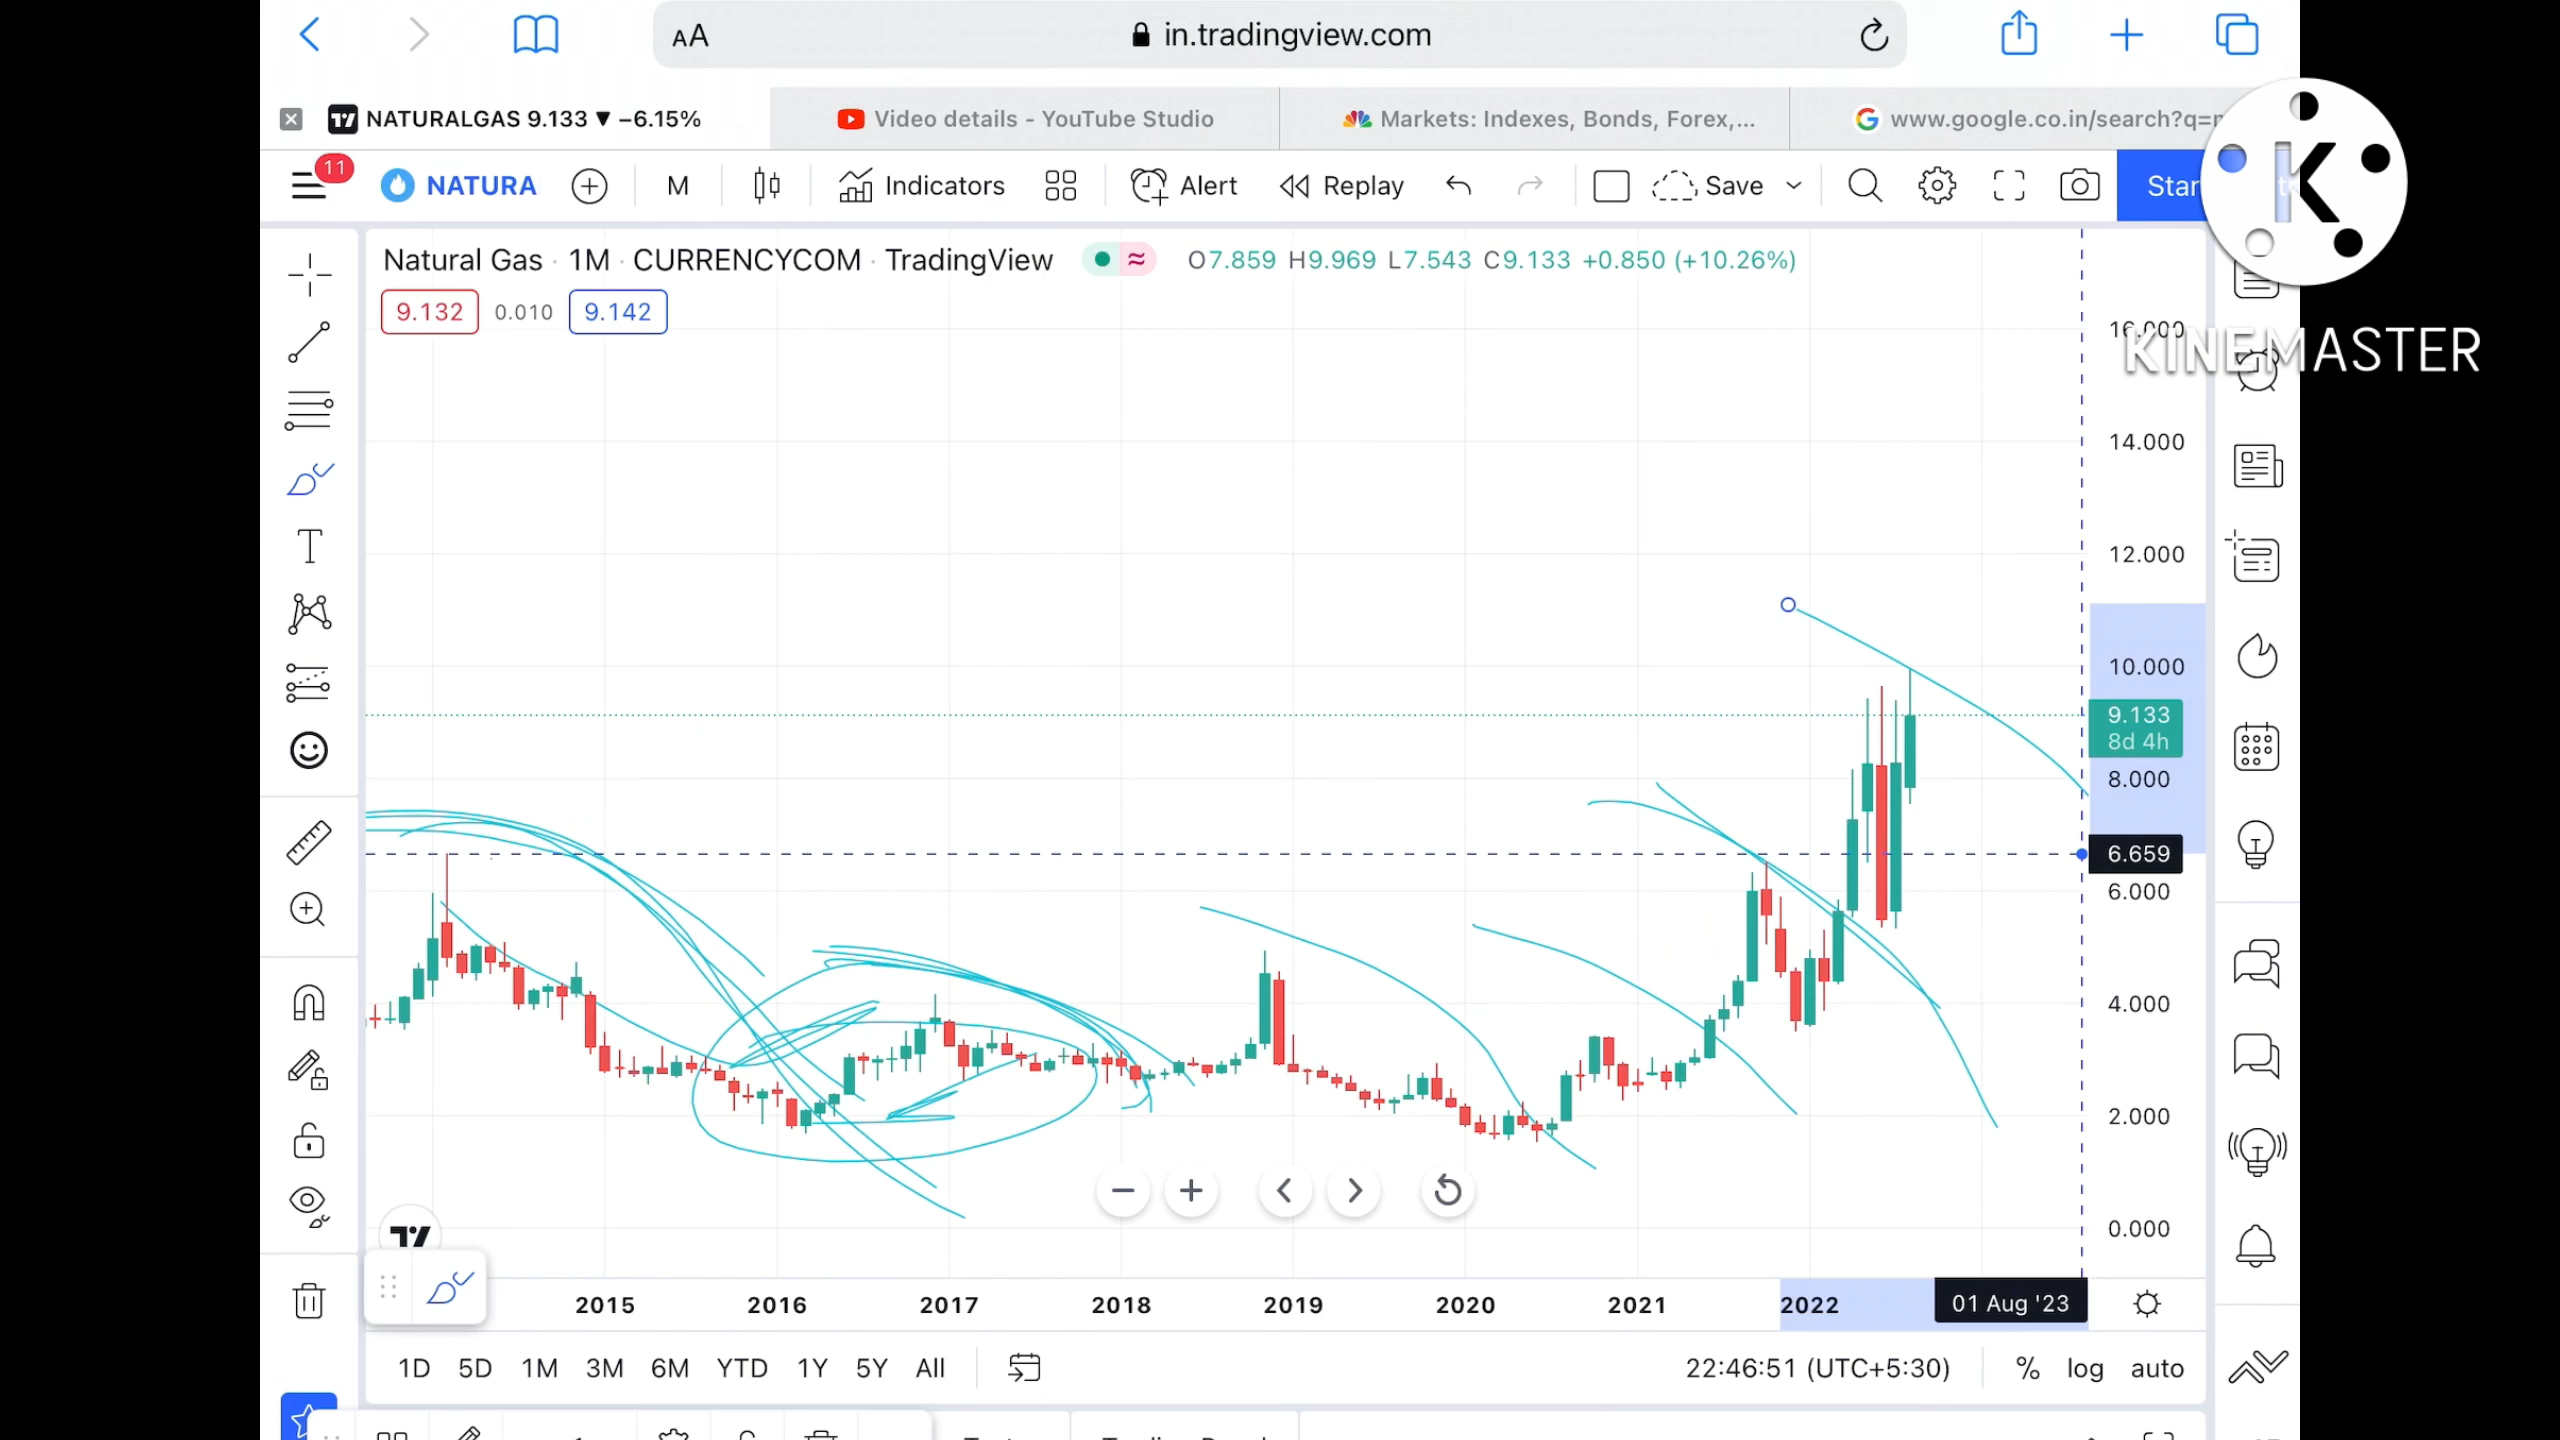 AA
in.tradingview.com
NATURALGAS 9.133 ▼ −6.15%
Video details - YouTube Studio
Markets: Indexes, Bonds, Forex,...
www.google.co.in/search?q=n
11
NATURA
M
Indicators
Alert
Replay
Save
Star
Natural Gas · 1M · CURRENCYCOM · TradingView
O7.859 H9.969 L7.543 C9.133 +0.850 (+10.26%)
9.132
0.010
9.142
KINEMASTER
16.000
14.000
12.000
10.000
9.133
8d 4h
8.000
6.659
6.000
4.000
2.000
0.000
2015
2016
2017
2018
2019
2020
2021
2022
01 Aug '23
1D
5D
1M
3M
6M
YTD
1Y
5Y
All
22:46:51 (UTC+5:30)
%
log
auto